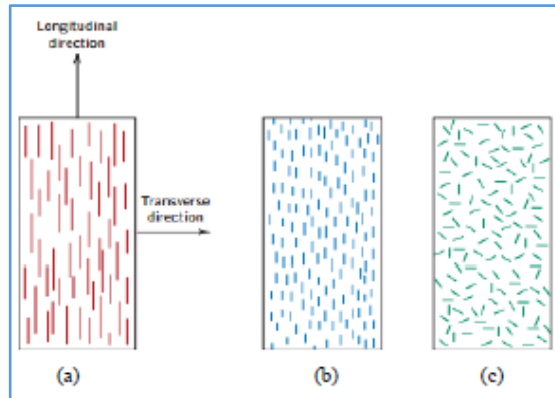 Longitudinal
direction
Transverse
direction
(a)
(b)
(c)